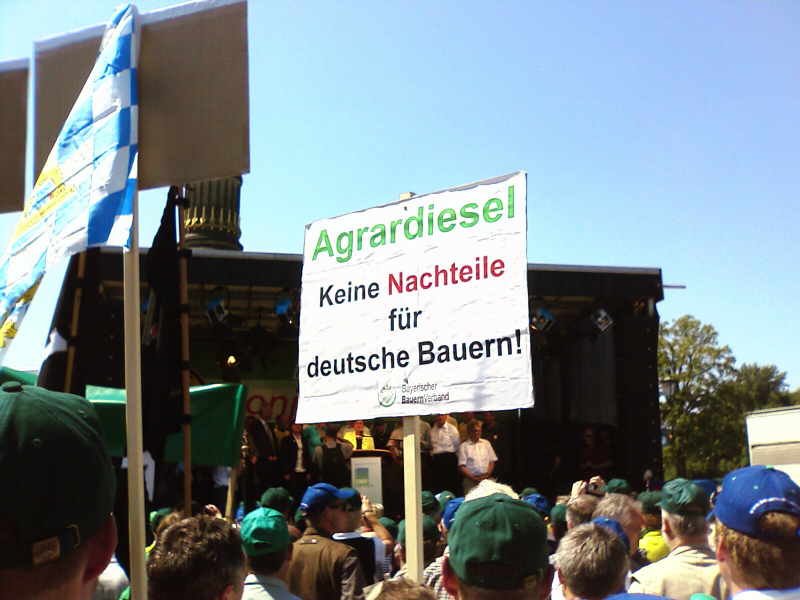 Agrardiesel
Keine Nachteile
für
deutsche Bauern!
Bayerischer
BauernVerband